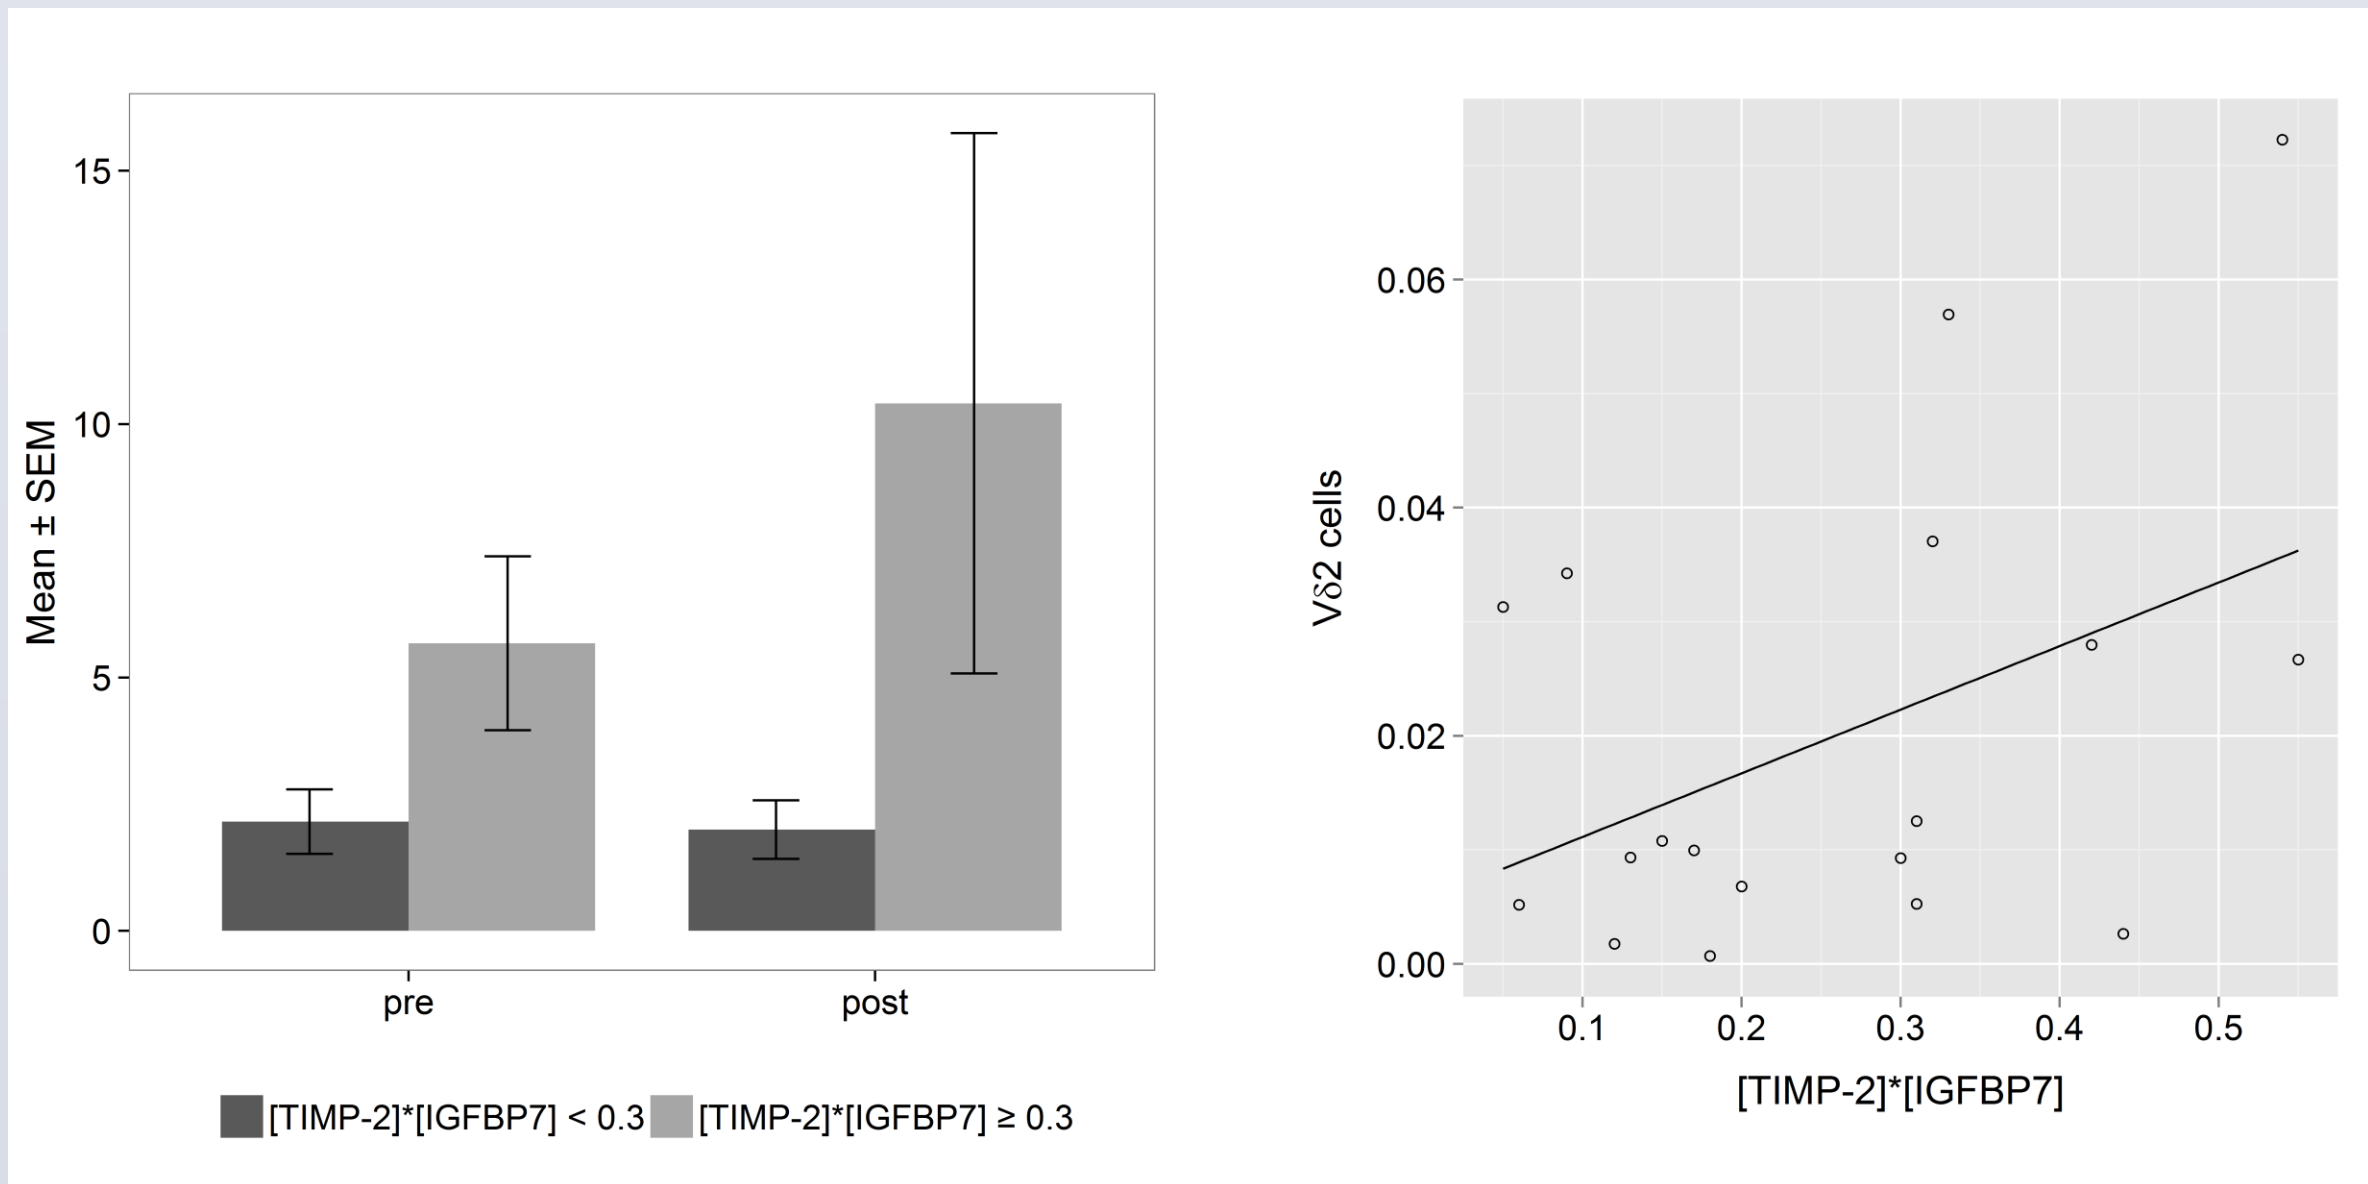 Mean ± SEM
15
10
5
0
pre post
[TIMP-2]*[IGFBP7] < 0.3 [TIMP-2]*[IGFBP7] ≥ 0.3
Vδ2 cells
0.06
0.04
0.02
0.00
0.1 0.2 0.3 0.4 0.5
[TIMP-2]*[IGFBP7]